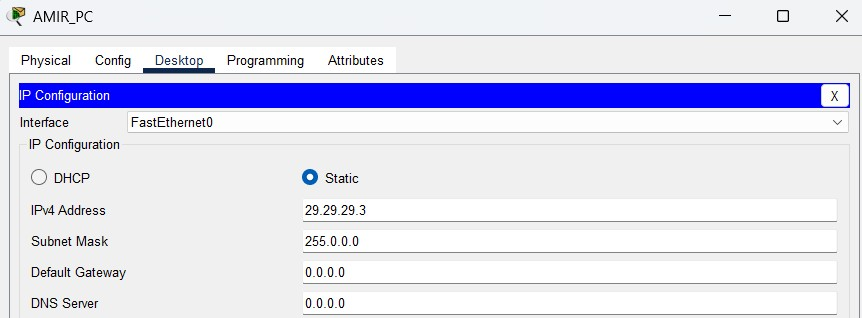 AMIR_PC
Physical Config Desktop Programming Attributes
IP Configuration X
Interface FastEthernet0
IP Configuration
DHCP Static
IPv4 Address 29.29.29.3
Subnet Mask 255.0.0.0
Default Gateway 0.0.0.0
DNS Server 0.0.0.0